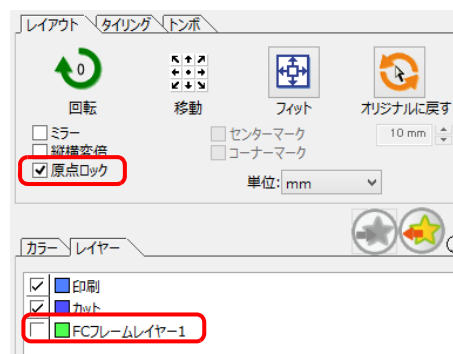 レイアウト タイリング トンボ
0
回転 移動 フィット オリジナルに戻す
ミラー センターマーク 10 mm
縦横変倍 コーナーマーク
原点ロック
単位: mm
カラー レイヤー
印刷
カット
FCフレームレイヤー1